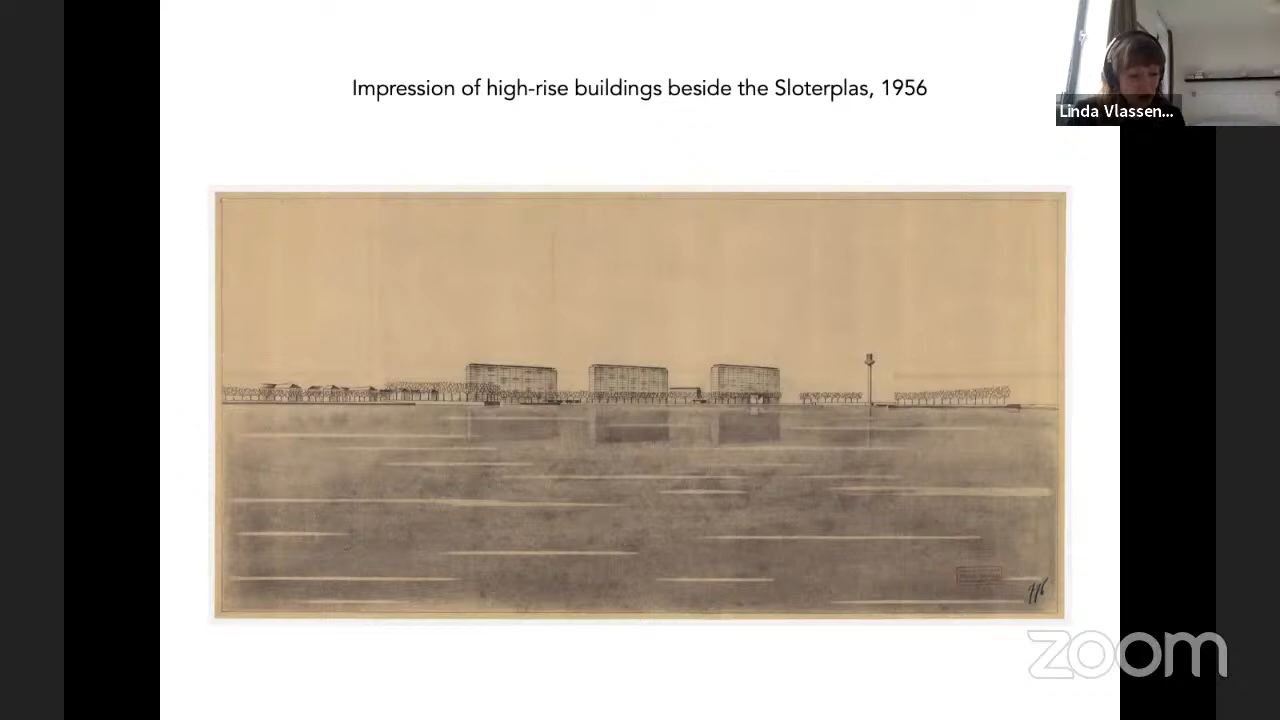 Impression of high-rise buildings beside the Sloterplas, 1956
Linda Vlassen...
zoom